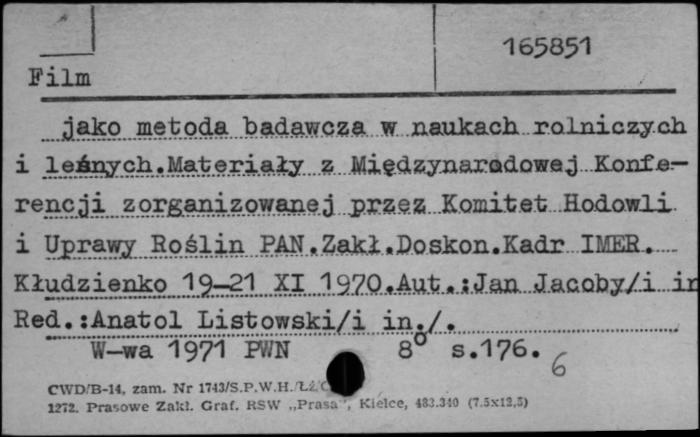 165851
Film
jako metoda badawcza w naukach rolniczych
i leśnych.Materiały z Międzynarodowej Konfe-
rencji zorganizowanej przez Komitet Hodowli
i Uprawy Roślin PAN.Zakł.Doskon.Kadr IMER.
Kłudzienko 19-21 XI 1970.Aut.:Jan Jacoby/i in
Red.:Anatol Listowski/i in./.
W-wa 1971 PWN 8° s.176. 6
CWD/B-14, zam. Nr 1743/S.P.W.H.
1272. Prasowe Zakł. Graf. RSW „Prasa”, Kielce, 483.340 (7.5x12,5)